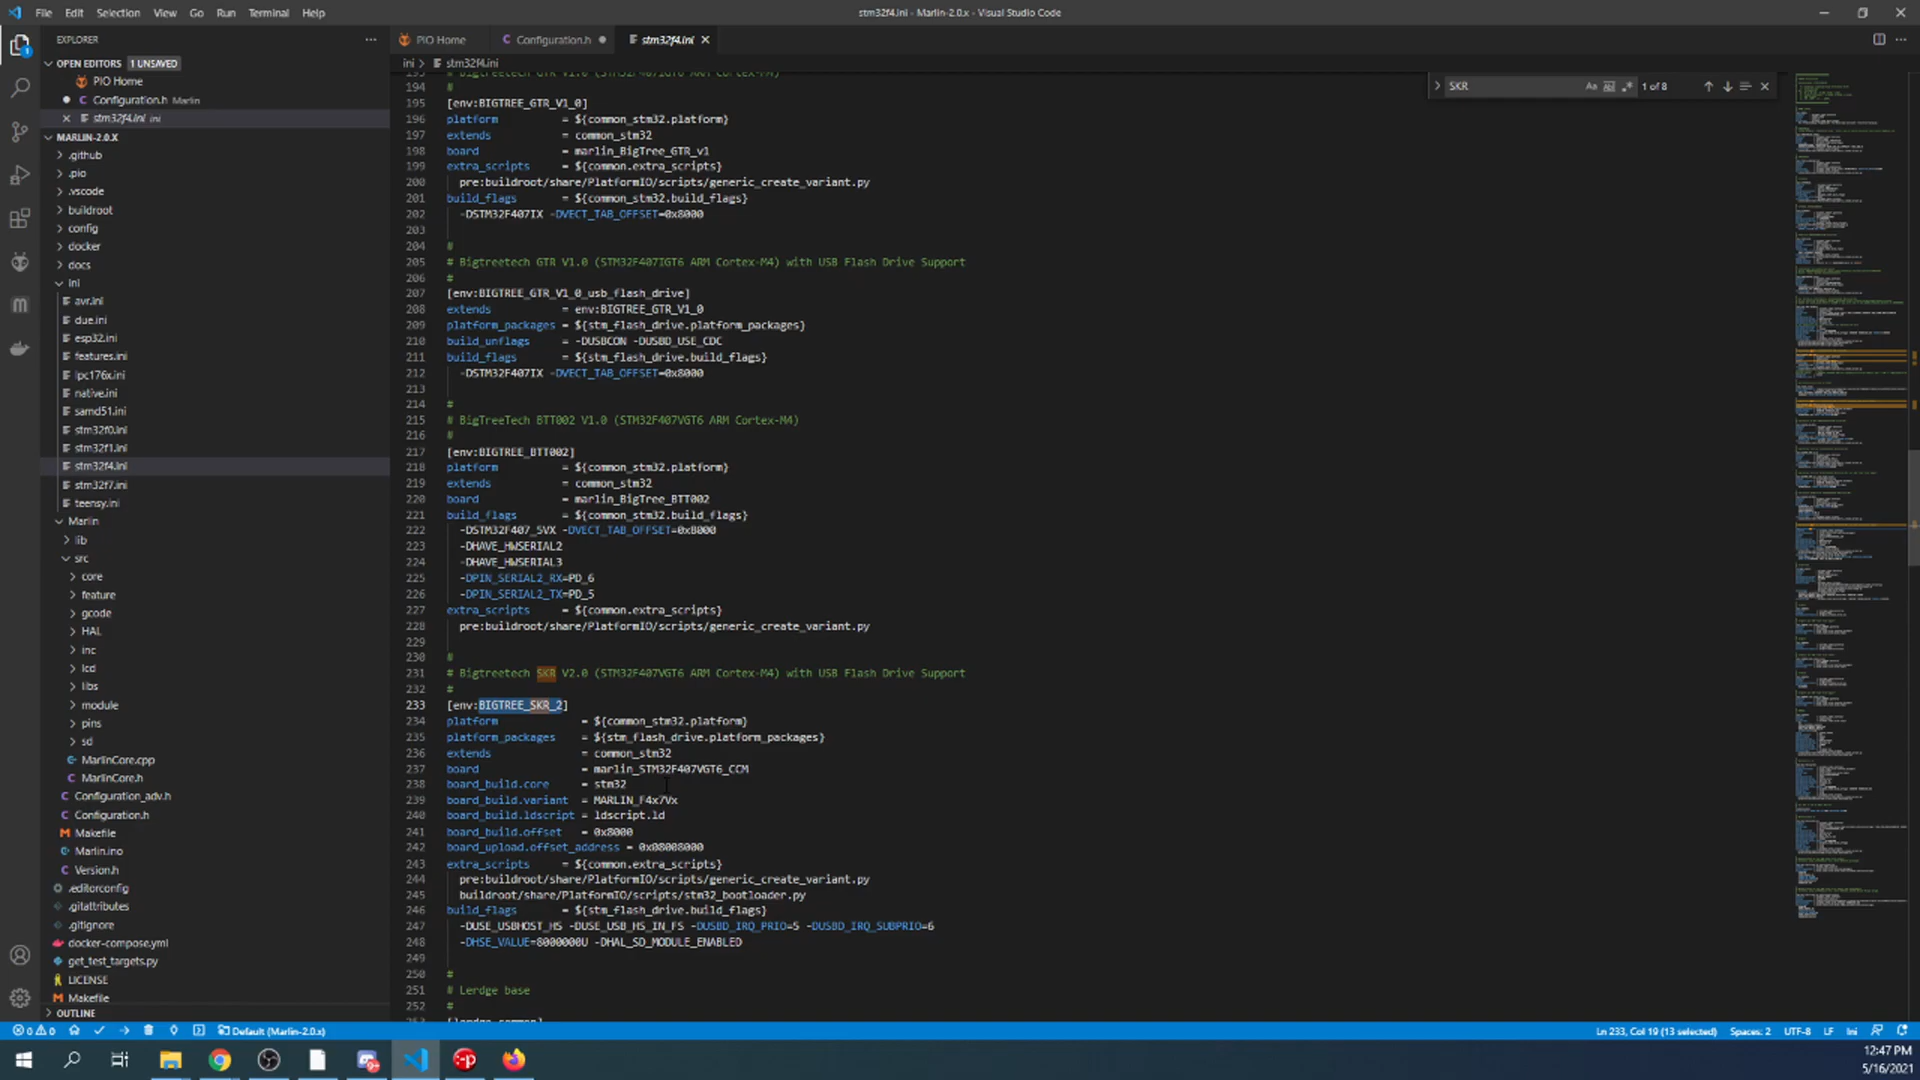 File Edit Selection View Go Run Terminal Help
stm32f4.ini - Marlin-2.0.x - Visual Studio Code
EXPLORER
OPEN EDITORS 1 UNSAVED
PIO Home
Configuration.h Marlin
stm32f4.ini ini
MARLIN-2.0.X
.github
.pio
.vscode
buildroot
config
docker
docs
ini
avr.ini
due.ini
esp32.ini
features.ini
lpc176x.ini
native.ini
samd51.ini
stm32f0.ini
stm32f1.ini
stm32f4.ini
stm32f7.ini
teensy.ini
Marlin
lib
src
core
feature
gcode
HAL
inc
lcd
libs
module
pins
sd
MarlinCore.cpp
MarlinCore.h
Configuration_adv.h
Configuration.h
Makefile
Marlin.ino
Version.h
.editorconfig
.gitattributes
.gitignore
docker-compose.yml
get_test_targets.py
LICENSE
Makefile
OUTLINE
PIO Home
Configuration.h
stm32f4.ini
ini > stm32f4.ini
SKR
Aa
1 of 8
193 # Bigtreetech GTR V1.0 (STM32F407IGT6 ARM Cortex-M4)
194 #
195 [env:BIGTREE_GTR_V1_0]
196 platform = ${common_stm32.platform}
197 extends = common_stm32
198 board = marlin_BigTree_GTR_v1
199 extra_scripts = ${common.extra_scripts}
200 pre:buildroot/share/PlatformIO/scripts/generic_create_variant.py
201 build_flags = ${common_stm32.build_flags}
202 -DSTM32F407IX -DVECT_TAB_OFFSET=0x8000
203
204 #
205 # Bigtreetech GTR V1.0 (STM32F407IGT6 ARM Cortex-M4) with USB Flash Drive Support
206 #
207 [env:BIGTREE_GTR_V1_0_usb_flash_drive]
208 extends = env:BIGTREE_GTR_V1_0
209 platform_packages = ${stm_flash_drive.platform_packages}
210 build_unflags = -DUSBCON -DUSBD_USE_CDC
211 build_flags = ${stm_flash_drive.build_flags}
212 -DSTM32F407IX -DVECT_TAB_OFFSET=0x8000
213
214 #
215 # BigTreeTech BTT002 V1.0 (STM32F407VGT6 ARM Cortex-M4)
216 #
217 [env:BIGTREE_BTT002]
218 platform = ${common_stm32.platform}
219 extends = common_stm32
220 board = marlin_BigTree_BTT002
221 build_flags = ${common_stm32.build_flags}
222 -DSTM32F407_5VX -DVECT_TAB_OFFSET=0x8000
223 -DHAVE_HWSERIAL2
224 -DHAVE_HWSERIAL3
225 -DPIN_SERIAL2_RX=PD_6
226 -DPIN_SERIAL2_TX=PD_5
227 extra_scripts = ${common.extra_scripts}
228 pre:buildroot/share/PlatformIO/scripts/generic_create_variant.py
229
230 #
231 # Bigtreetech SKR V2.0 (STM32F407VGT6 ARM Cortex-M4) with USB Flash Drive Support
232 #
233 [env:BIGTREE_SKR_2]
234 platform = ${common_stm32.platform}
235 platform_packages = ${stm_flash_drive.platform_packages}
236 extends = common_stm32
237 board = marlin_STM32F407VGT6_CCM
238 board_build.core = stm32
239 board_build.variant = MARLIN_F4x7Vx
240 board_build.ldscript = ldscript.ld
241 board_build.offset = 0x8000
242 board_upload.offset_address = 0x08008000
243 extra_scripts = ${common.extra_scripts}
244 pre:buildroot/share/PlatformIO/scripts/generic_create_variant.py
245 buildroot/share/PlatformIO/scripts/stm32_bootloader.py
246 build_flags = ${stm_flash_drive.build_flags}
247 -DUSE_USBHOST_HS -DUSE_USB_HS_IN_FS -DUSBD_IRQ_PRIO=5 -DUSBD_IRQ_SUBPRIO=6
248 -DHSE_VALUE=8000000U -DHAL_SD_MODULE_ENABLED
249
250 #
251 # Lerdge base
252 #
253 [lerdge_common]
0 0 Default (Marlin-2.0.x)
Ln 233, Col 19 (13 selected) Spaces: 2 UTF-8 LF Ini
12:47 PM
5/16/2021